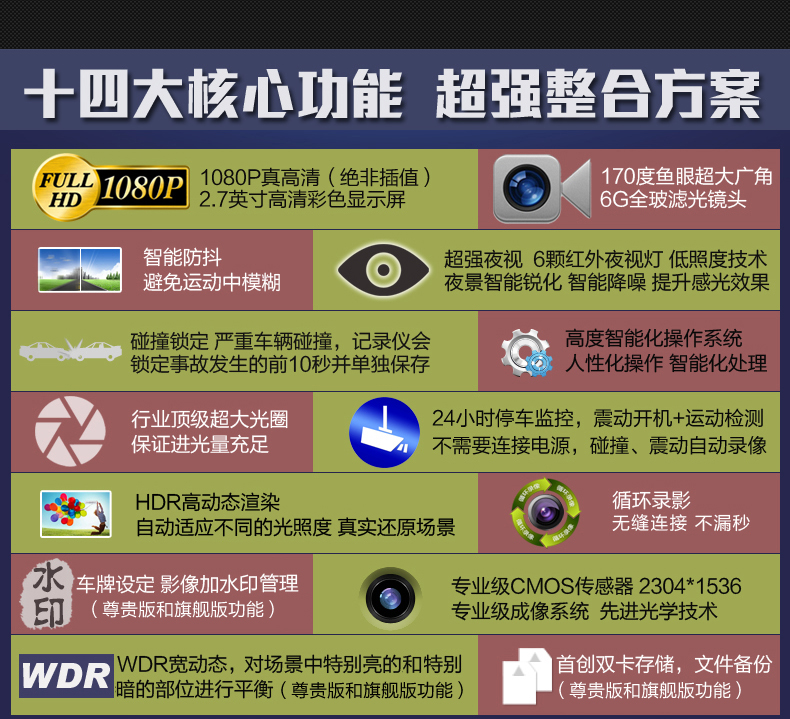 十四大核心功能 超强整合方案
FULL HD 1080P
1080P真高清（绝非插值）
2.7英寸高清彩色显示屏
170度鱼眼超大广角
6G全玻滤光镜头
智能防抖
避免运动中模糊
超强夜视 6颗红外夜视灯 低照度技术
夜景智能锐化 智能降噪 提升感光效果
碰撞锁定 严重车辆碰撞，记录仪会
锁定事故发生的前10秒并单独保存
高度智能化操作系统
人性化操作 智能化处理
行业顶级超大光圈
保证进光量充足
24小时停车监控，震动开机+运动检测
不需要连接电源，碰撞、震动自动录像
HDR高动态渲染
自动适应不同的光照度 真实还原场景
循环录影
无缝连接 不漏秒
水印
车牌设定 影像加水印管理
（尊贵版和旗舰版功能）
专业级CMOS传感器 2304*1536
专业级成像系统 先进光学技术
WDR
WDR宽动态，对场景中特别亮的和特别
暗的部位进行平衡（尊贵版和旗舰版功能）
首创双卡存储，文件备份
（尊贵版和旗舰版功能）